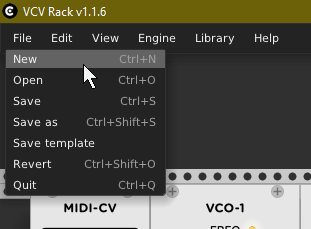 VCV Rack v1.1.6
File Edit View Engine Library Help
New Ctrl+N
Open Ctrl+O
Save Ctrl+S
Save as Ctrl+Shift+S
Save template
Revert Ctrl+Shift+O
Quit Ctrl+Q
MIDI-CV VCO-1
FREQ